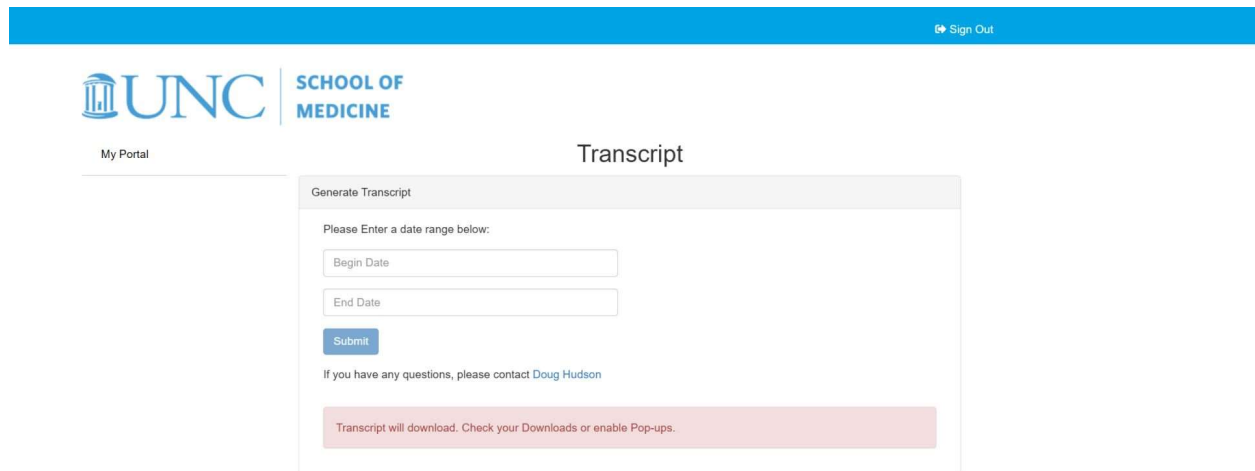 Sign Out
UNC SCHOOL OF
MEDICINE
My Portal
Transcript
Generate Transcript
Please Enter a date range below:
Begin Date
End Date
Submit
If you have any questions, please contact Doug Hudson
Transcript will download. Check your Downloads or enable Pop-ups.